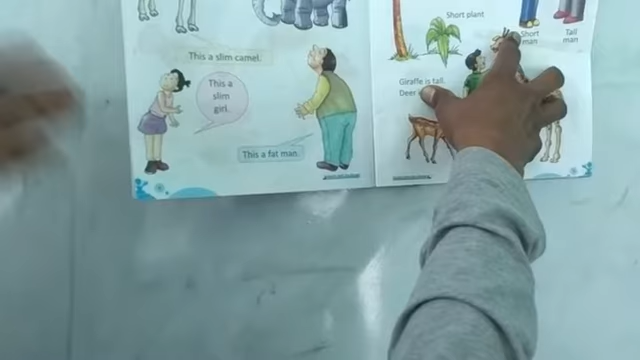 This a slim camel.
This a
slim
girl.
This a fat man.
Short plant
Short
man
Tall
man
Giraffe is tall.
Deer